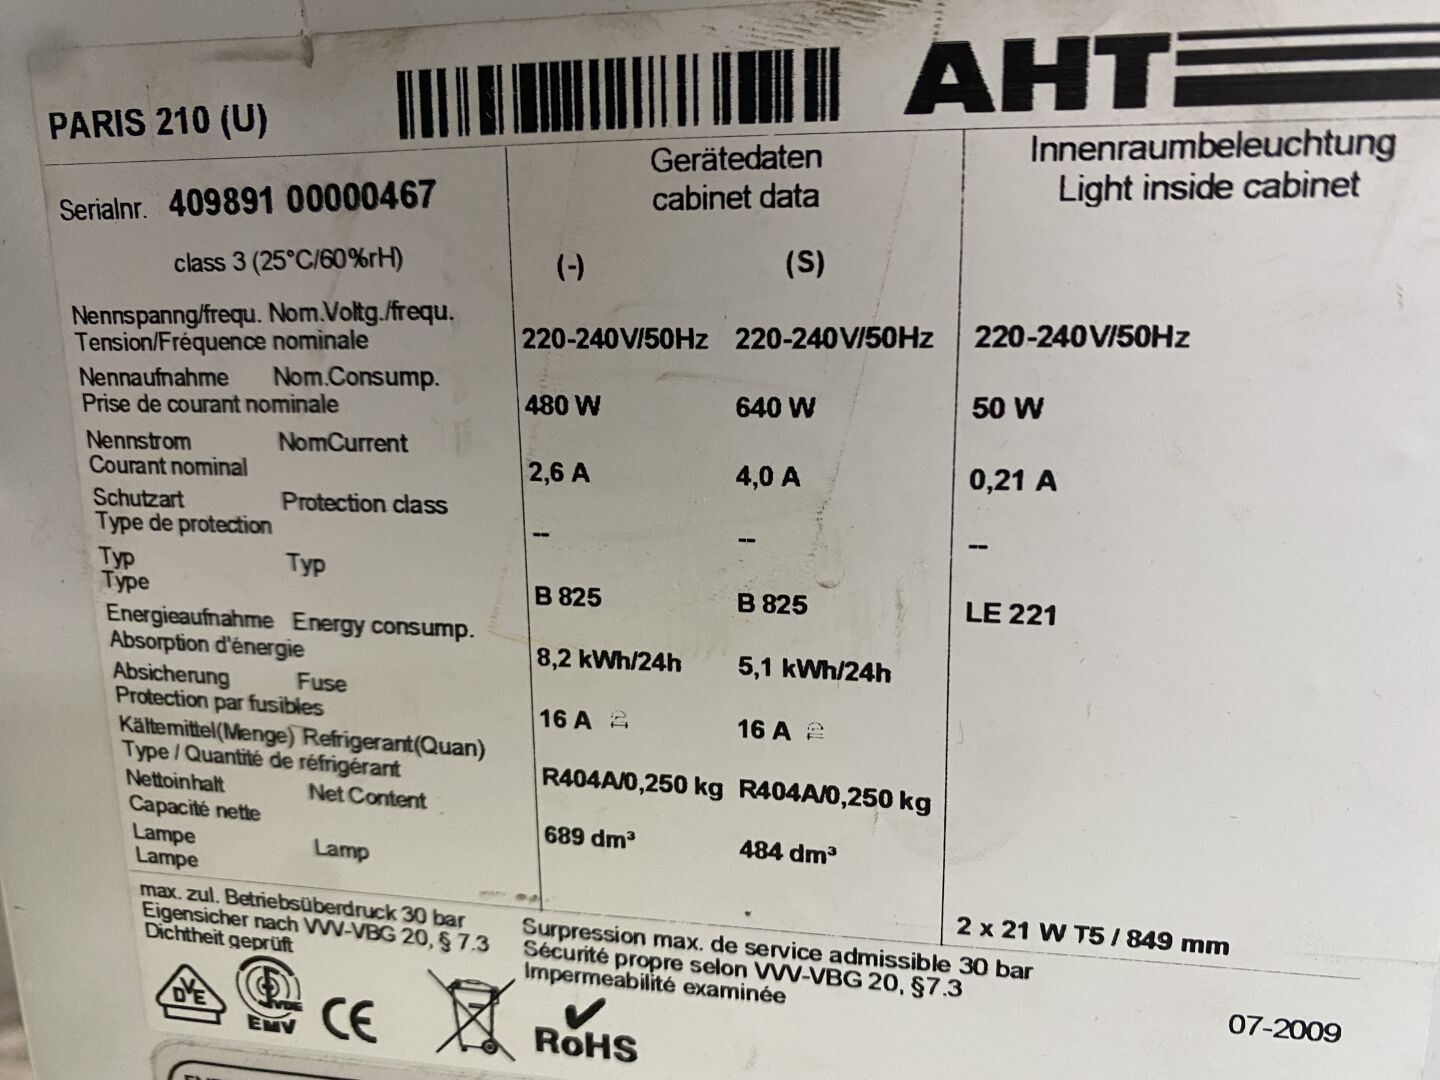 AHT
PARIS 210 (U)
Gerätedaten
cabinet data
Innenraumbeleuchtung
Light inside cabinet
Serialnr. 409891 00000467
class 3 (25°C/60%rH)
(-) (S)
Nennspanng/frequ. Nom.Voltg./frequ.
Tension/Fréquence nominale
220-240V/50Hz 220-240V/50Hz 220-240V/50Hz
Nennaufnahme Nom.Consump.
Prise de courant nominale
480 W 640 W 50 W
Nennstrom NomCurrent
Courant nominal
2,6 A 4,0 A 0,21 A
Schutzart Protection class
Type de protection
-- -- --
Typ Typ
Type
B 825 B 825 LE 221
Energieaufnahme Energy consump.
Absorption d'énergie
8,2 kWh/24h 5,1 kWh/24h
Absicherung Fuse
Protection par fusibles
16 A 16 A
Kältemittel(Menge) Refrigerant(Quan)
Type / Quantité de réfrigérant
R404A/0,250 kg R404A/0,250 kg
Nettoinhalt Net Content
Capacité nette
689 dm³ 484 dm³
Lampe Lamp
Lampe
2 x 21 W T5 / 849 mm
max. zul. Betriebsüberdruck 30 bar
Eigensicher nach VVV-VBG 20, § 7.3
Dichtheit geprüft
Surpression max. de service admissible 30 bar
Sécurité propre selon VVV-VBG 20, §7.3
Impermeabilité examinée
DVE
VDE
EMV
CE
RoHS
07-2009